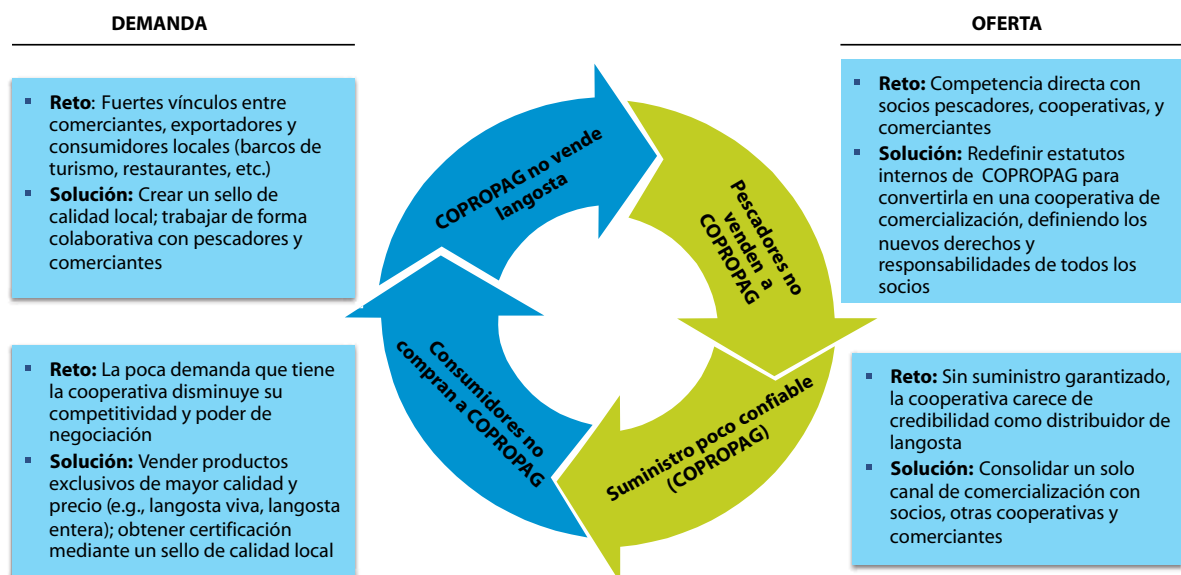 DEMANDA
▪ Reto: Fuertes vínculos entre
comerciantes, exportadores y
consumidores locales (barcos de
turismo, restaurantes, etc.)
▪ Solución: Crear un sello de
calidad local; trabajar de forma
colaborativa con pescadores y
comerciantes
▪ Reto: La poca demanda que tiene
la cooperativa disminuye su
competitividad y poder de
negociación
▪ Solución: Vender productos
exclusivos de mayor calidad y
precio (e.g., langosta viva, langosta
entera); obtener certificación
mediante un sello de calidad local
COPROPAG no vende
langosta
Pescadores no
venden a
COPROPAG
Suministro poco confiable
(COPROPAG)
Consumidores no
compran a COPROPAG
OFERTA
▪ Reto: Competencia directa con
socios pescadores, cooperativas, y
comerciantes
▪ Solución: Redefinir estatutos
internos de COPROPAG para
convertirla en una cooperativa de
comercialización, definiendo los
nuevos derechos y
responsabilidades de todos los
socios
▪ Reto: Sin suministro garantizado,
la cooperativa carece de
credibilidad como distribuidor de
langosta
▪ Solución: Consolidar un solo
canal de comercialización con
socios, otras cooperativas y
comerciantes